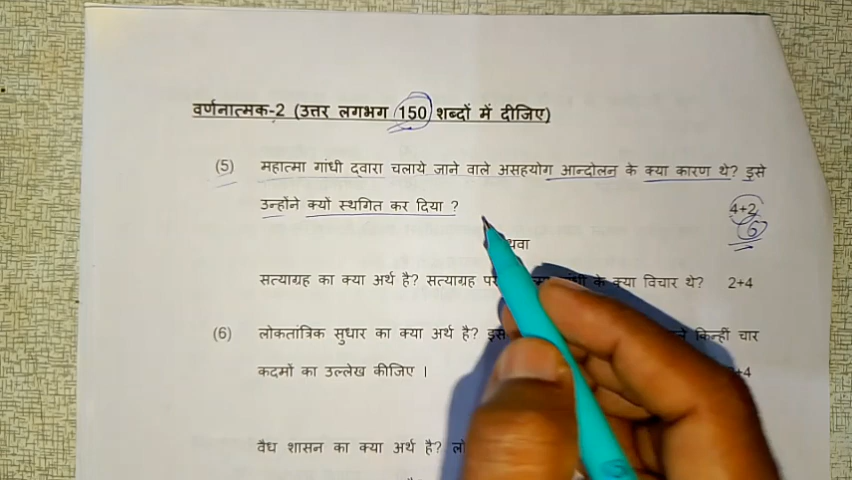 वर्णनात्मक-2 (उत्तर लगभग 150 शब्दों में दीजिए)
(5) महात्मा गांधी द्वारा चलाये जाने वाले असहयोग आन्दोलन के क्या कारण थे? इसे
उन्होंने क्यों स्थगित कर दिया ? 4+2
6
सत्याग्रह का क्या अर्थ है? सत्याग्रह पर के क्या विचार थे? 2+4
(6) लोकतांत्रिक सुधार का क्या अर्थ है? किन्हीं चार
कदमों का उल्लेख कीजिए ।
वैध शासन का क्या अर्थ है?